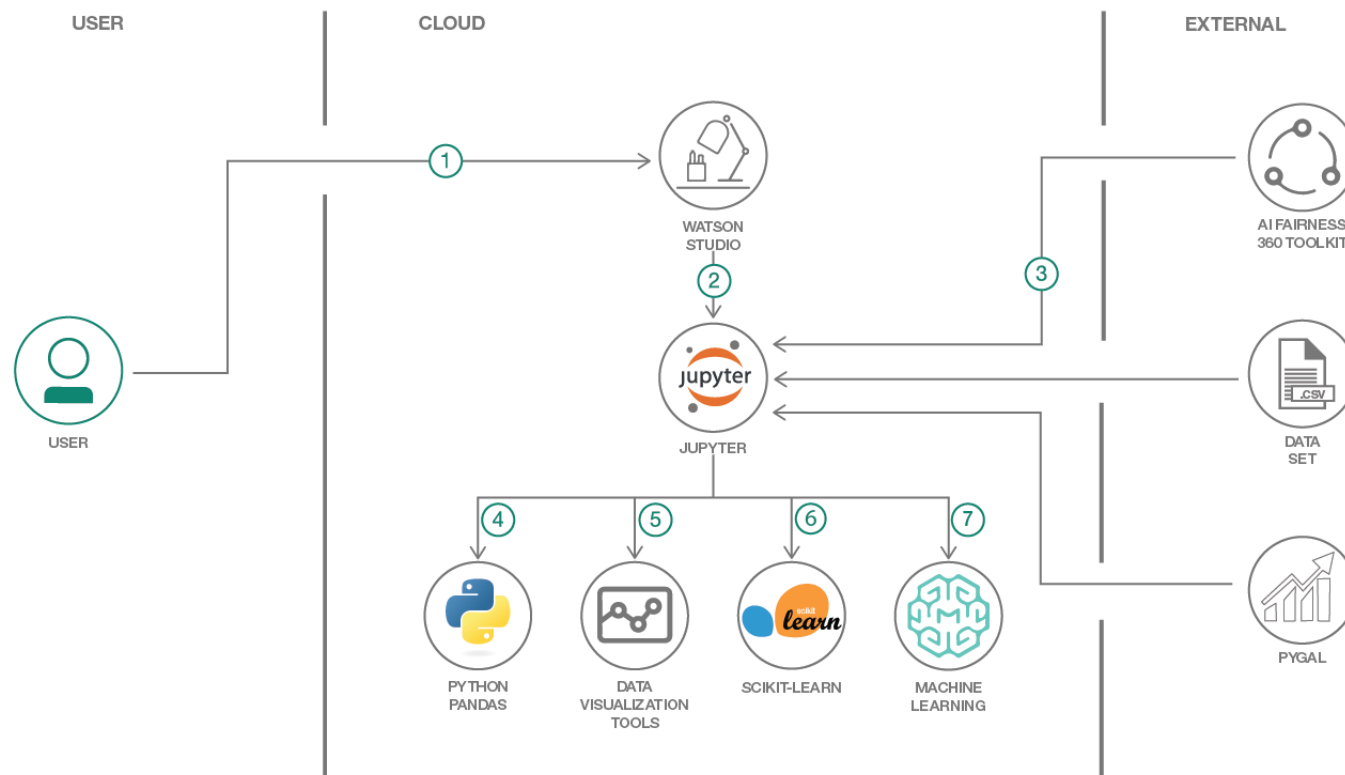 USER
CLOUD
EXTERNAL
1
WATSON
STUDIO
AI FAIRNESS
360 TOOLKIT
2
3
jupyter
JUPYTER
USER
.CSV
DATA
SET
4
5
6
7
scikit
learn
PYTHON
PANDAS
DATA
VISUALIZATION
TOOLS
SCIKIT-LEARN
MACHINE
LEARNING
PYGAL